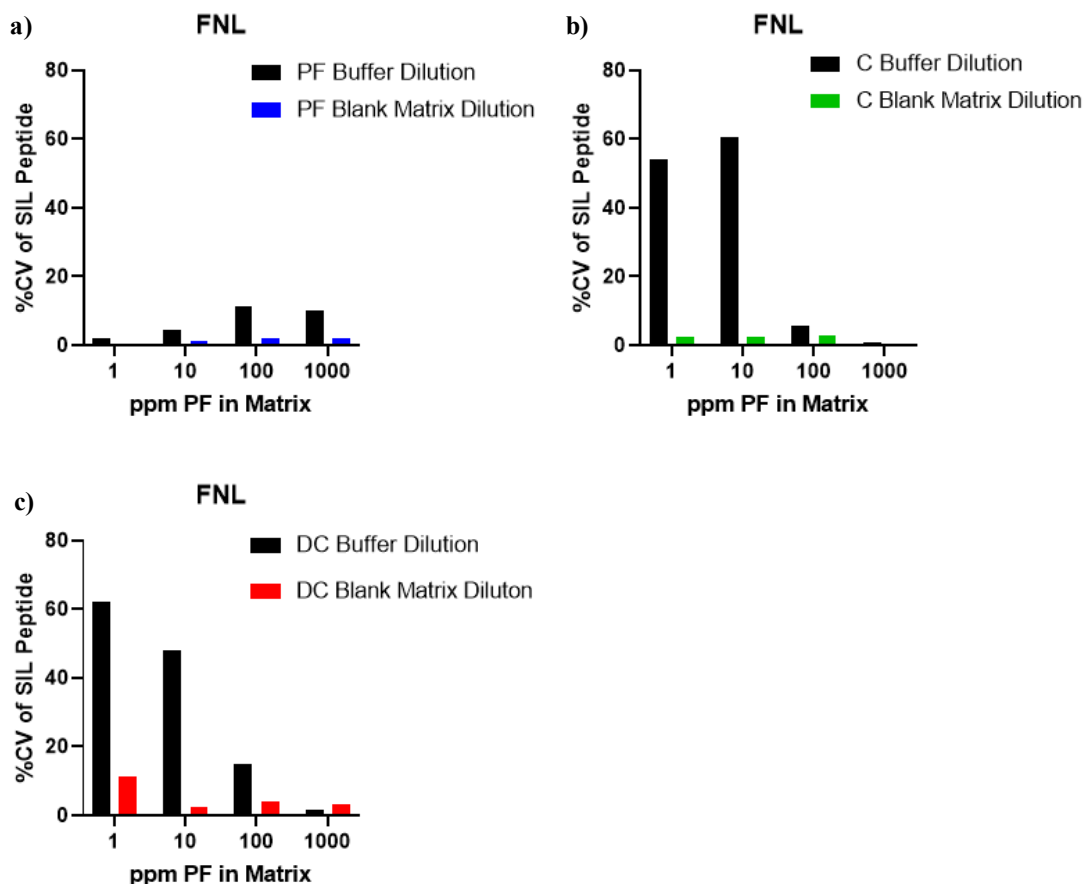 a)
FNL
PF Buffer Dilution
PF Blank Matrix Dilution
%CV of SIL Peptide
80
60
40
20
0
1 10 100 1000
ppm PF in Matrix
b)
FNL
C Buffer Dilution
C Blank Matrix Dilution
%CV of SIL Peptide
80
60
40
20
0
1 10 100 1000
ppm PF in Matrix
c)
FNL
DC Buffer Dilution
DC Blank Matrix Diluton
%CV of SIL Peptide
80
60
40
20
0
1 10 100 1000
ppm PF in Matrix